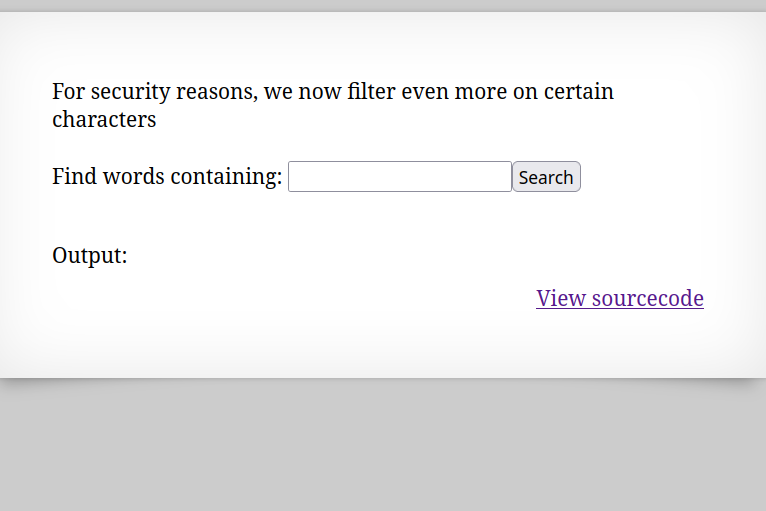 For security reasons, we now filter even more on certain
characters
Find words containing: Search
Output:
View sourcecode